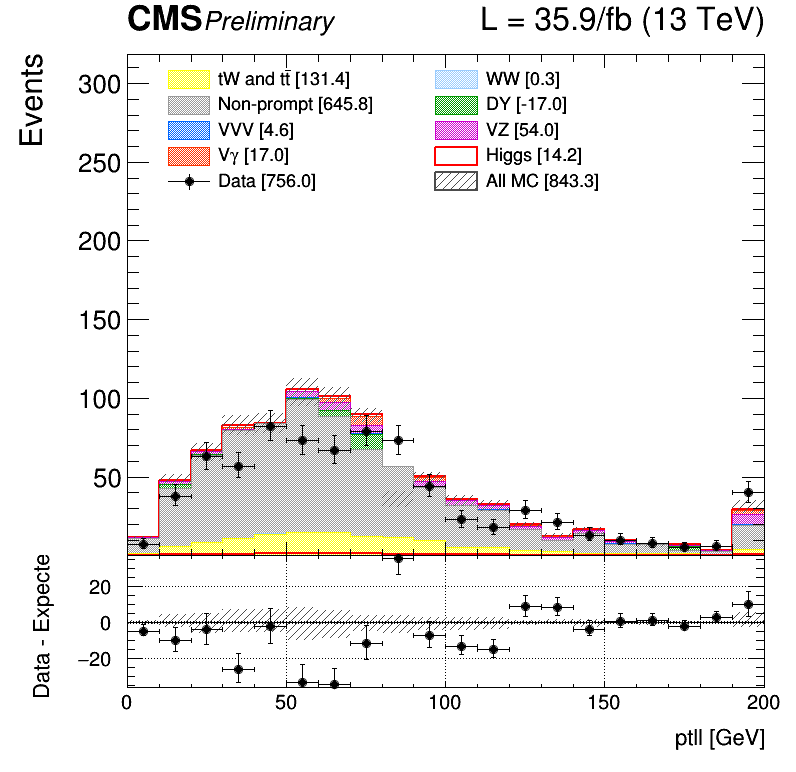 CMS Preliminary L = 35.9/fb (13 TeV)
Events
300
250
200
150
100
50
tW and tt̄ [131.4]
Non-prompt [645.8]
VVV [4.6]
Vγ [17.0]
Data [756.0]
WW [0.3]
DY [-17.0]
VZ [54.0]
Higgs [14.2]
All MC [843.3]
Data - Expecte
20
0
−20
0 50 100 150 200
ptll [GeV]